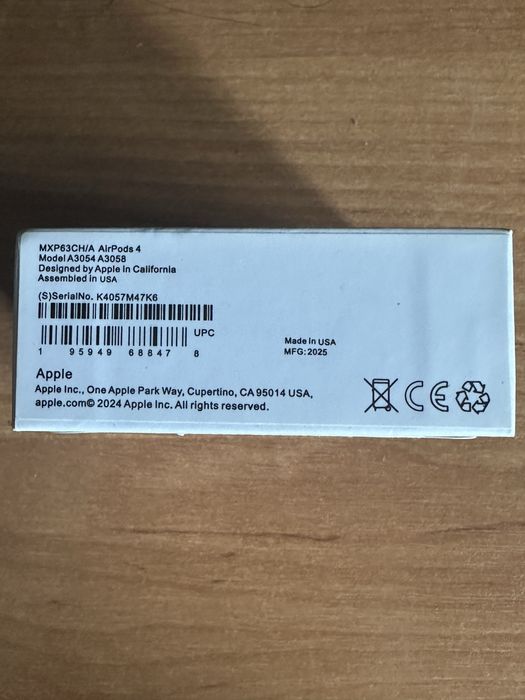 MXP63CH/A AirPods 4
Model A3054 A3058
Designed by Apple in California
Assembled in USA
(S)SerialNo. K4057M47K6
UPC
1 95949 68847 8
Made in USA
MFG: 2025
Apple
Apple Inc., One Apple Park Way, Cupertino, CA 95014 USA,
apple.com© 2024 Apple Inc. All rights reserved.
CE